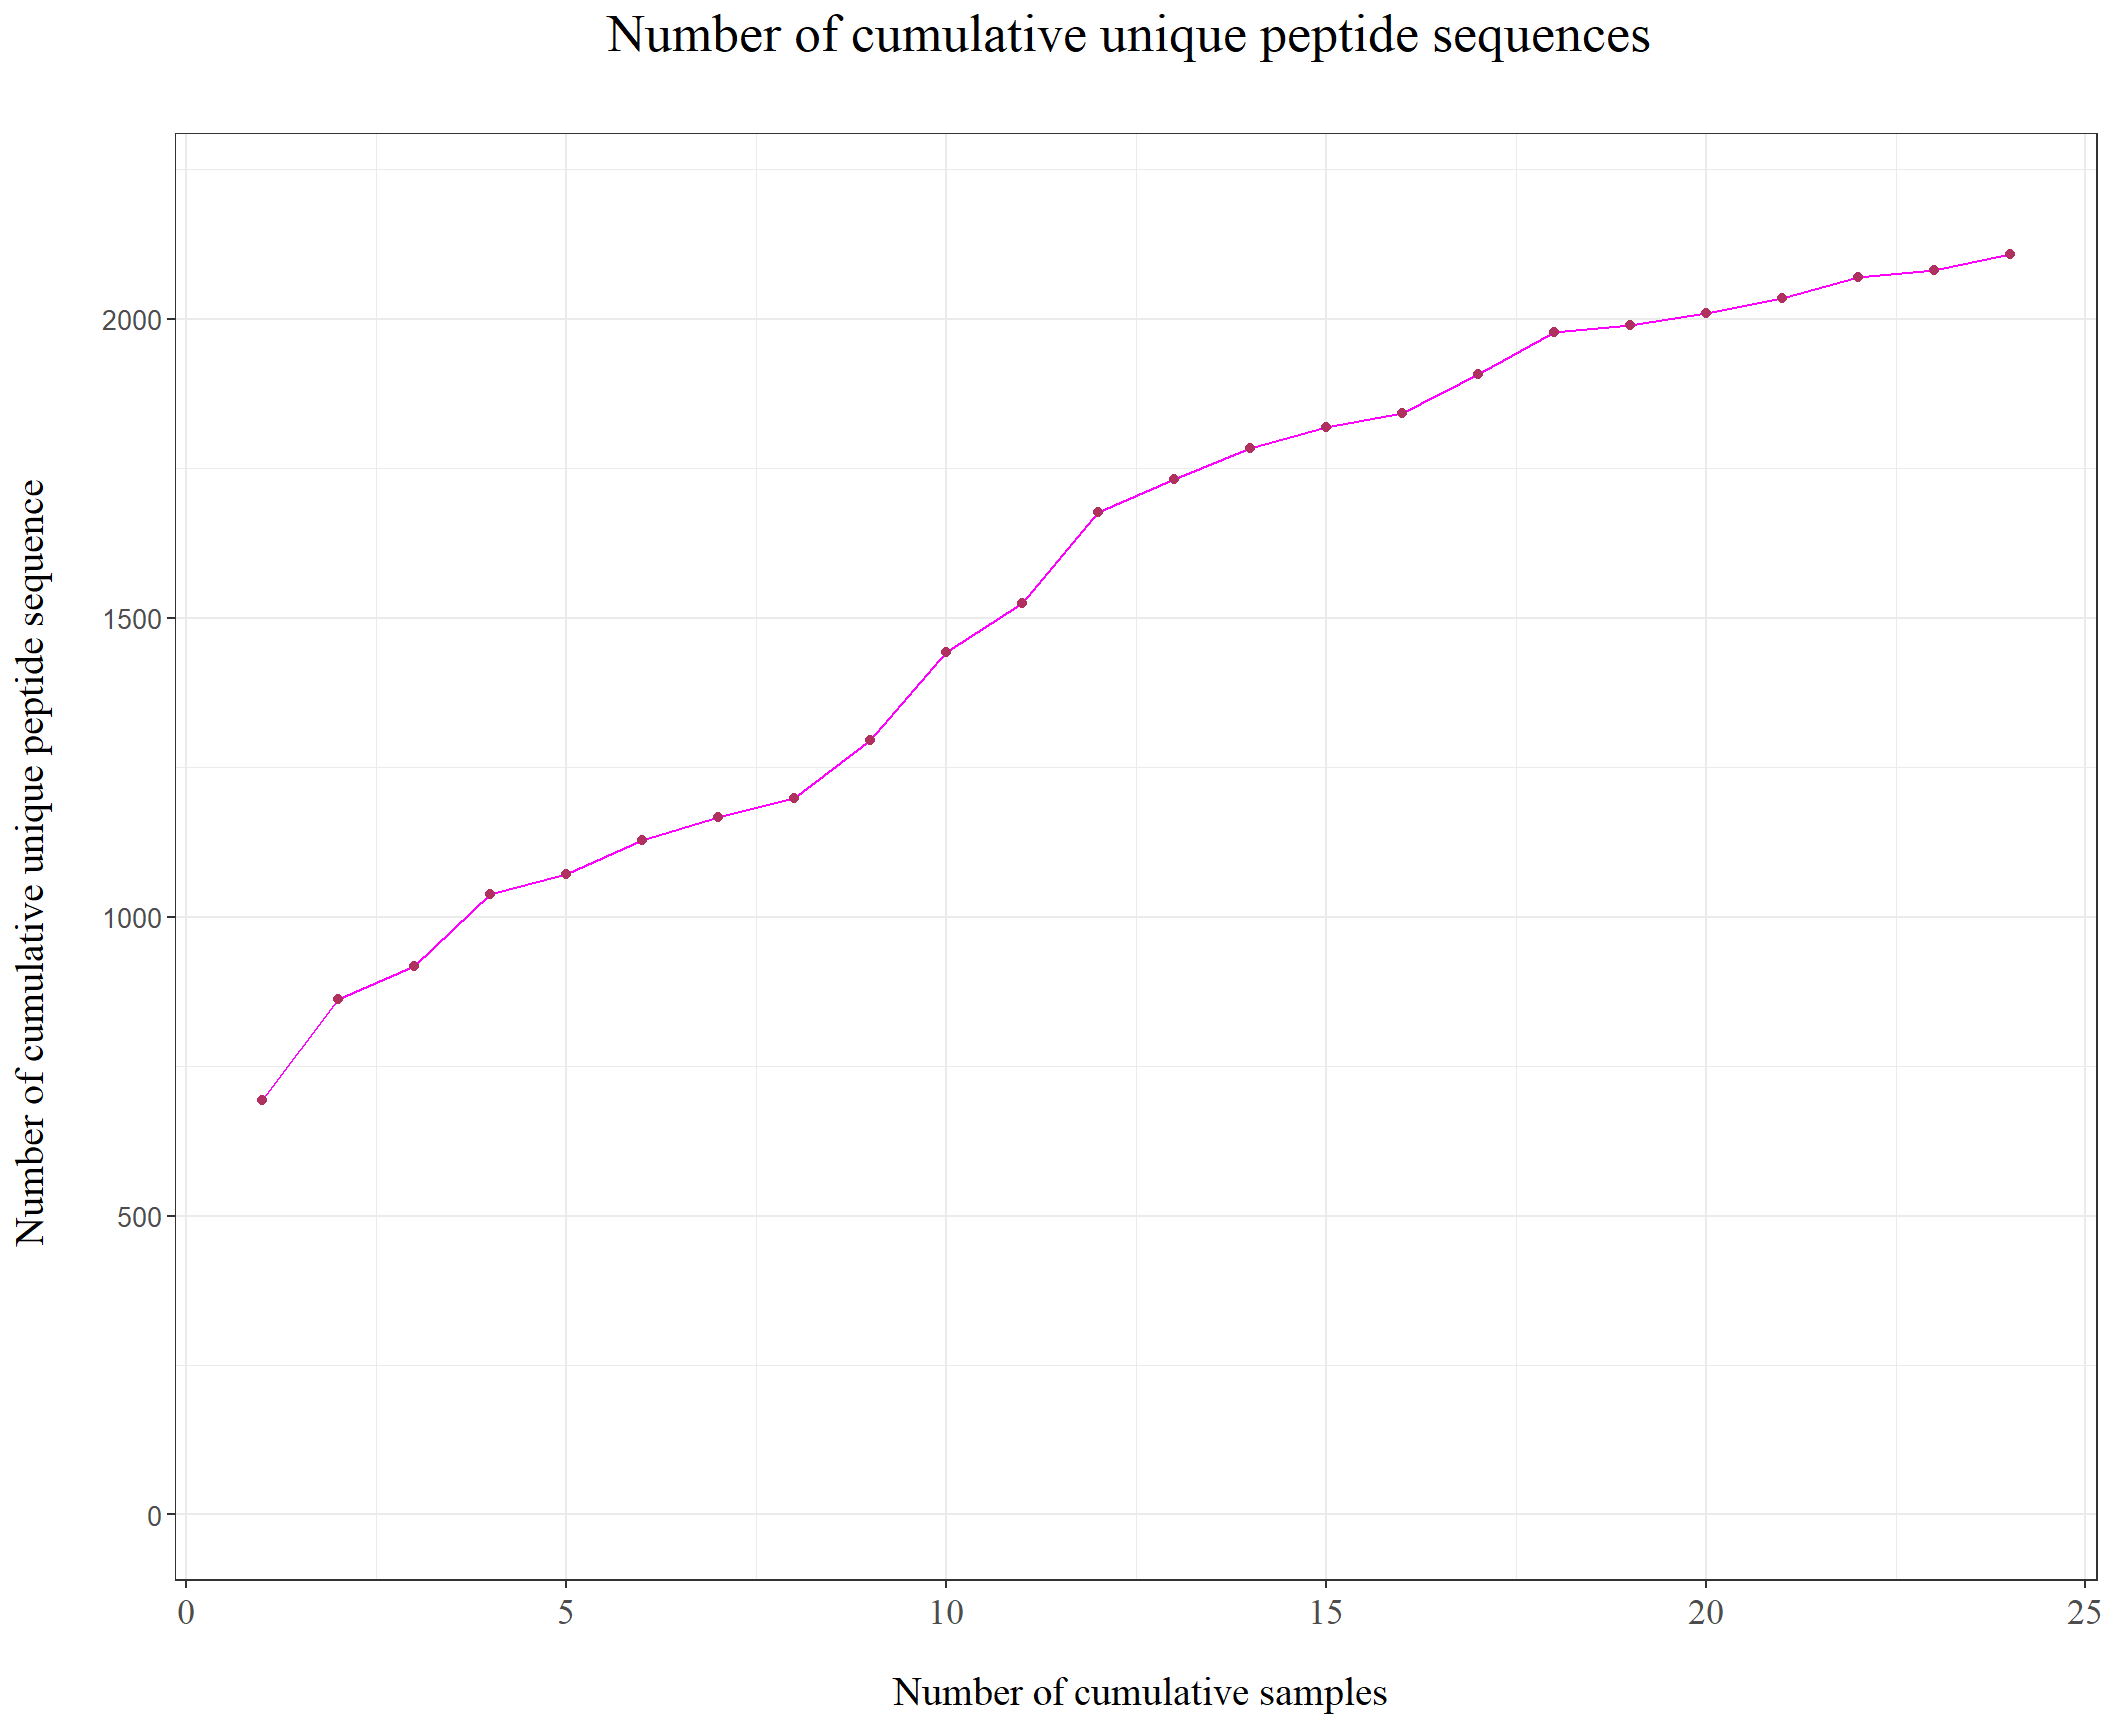 Number of cumulative unique peptide sequences
Number of cumulative unique peptide sequence
2000
1500
1000
500
0
0 5 10 15 20 25
Number of cumulative samples